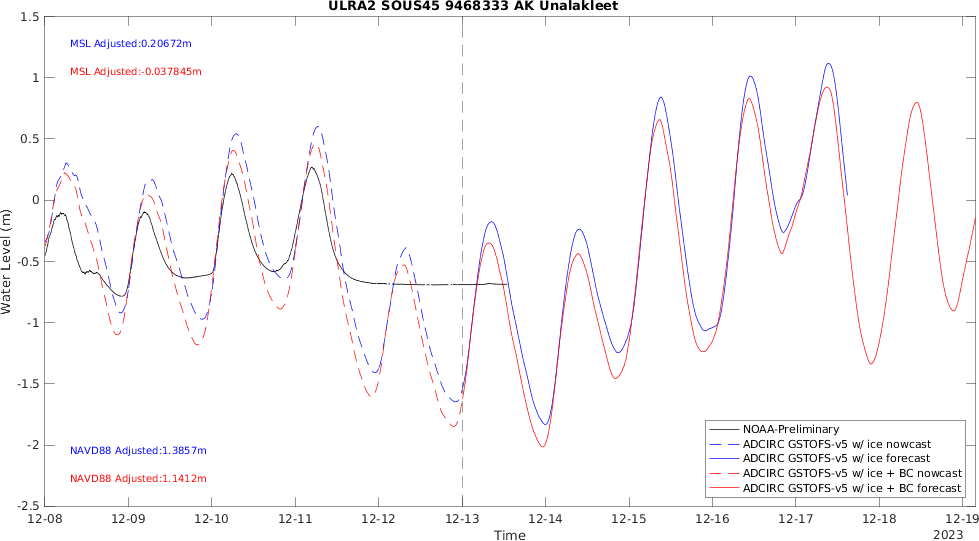 ULRA2 SOUS45 9468333 AK Unalakleet
1.5
1
0.5
0
-0.5
-1
-1.5
-2
-2.5
Water Level (m)
MSL Adjusted:0.20672m
MSL Adjusted:-0.037845m
NAVD88 Adjusted:1.3857m
NAVD88 Adjusted:1.1412m
NOAA-Preliminary
ADCIRC GSTOFS-v5 w/ ice nowcast
ADCIRC GSTOFS-v5 w/ ice forecast
ADCIRC GSTOFS-v5 w/ ice + BC nowcast
ADCIRC GSTOFS-v5 w/ ice + BC forecast
12-08 12-09 12-10 12-11 12-12 12-13 12-14 12-15 12-16 12-17 12-18 12-19
Time
2023